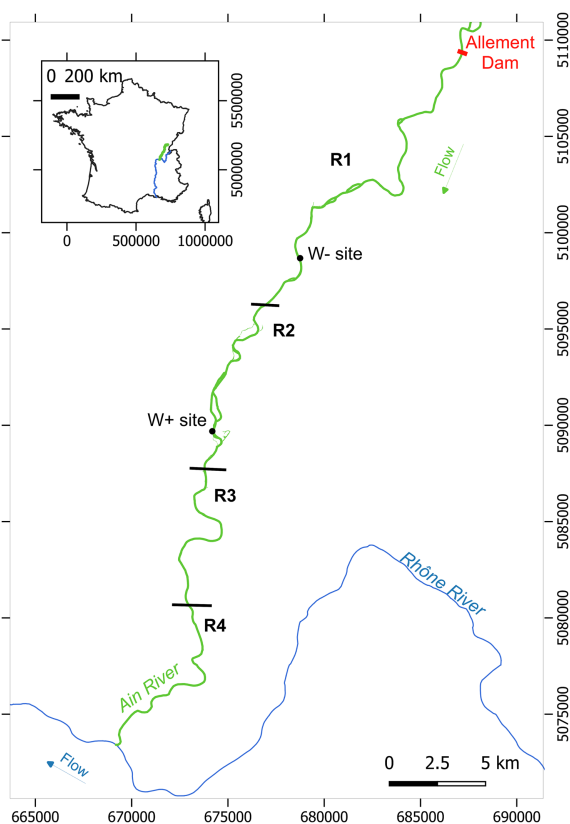 Allement
Dam
0 200 km
5500000
5000000
0 500000 1000000
R1
Flow
W- site
R2
W+ site
R3
R4
Rhône River
Ain River
Flow
0 2.5 5 km
5110000
5105000
5100000
5095000
5090000
5085000
5080000
5075000
665000 670000 675000 680000 685000 690000